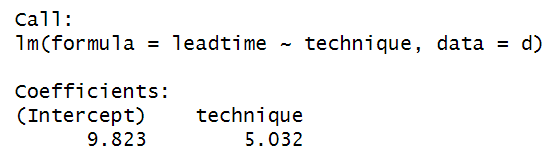 Call:
lm(formula = leadtime ~ technique, data = d)
Coefficients:
(Intercept) technique
9.823 5.032